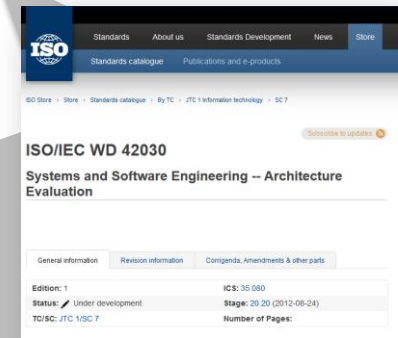 ISO
Standards About us Standards Development News Store
Standards catalogue Publications and e-products
ISO Store › Store › Standards catalogue › By TC › JTC 1 Information technology › SC 7
Subscribe to updates
ISO/IEC WD 42030
Systems and Software Engineering -- Architecture
Evaluation
General information Revision information Corrigenda, Amendments & other parts
Edition: 1 ICS: 35.080
Status: Under development Stage: 20.20 (2012-08-24)
TC/SC: JTC 1/SC 7 Number of Pages: